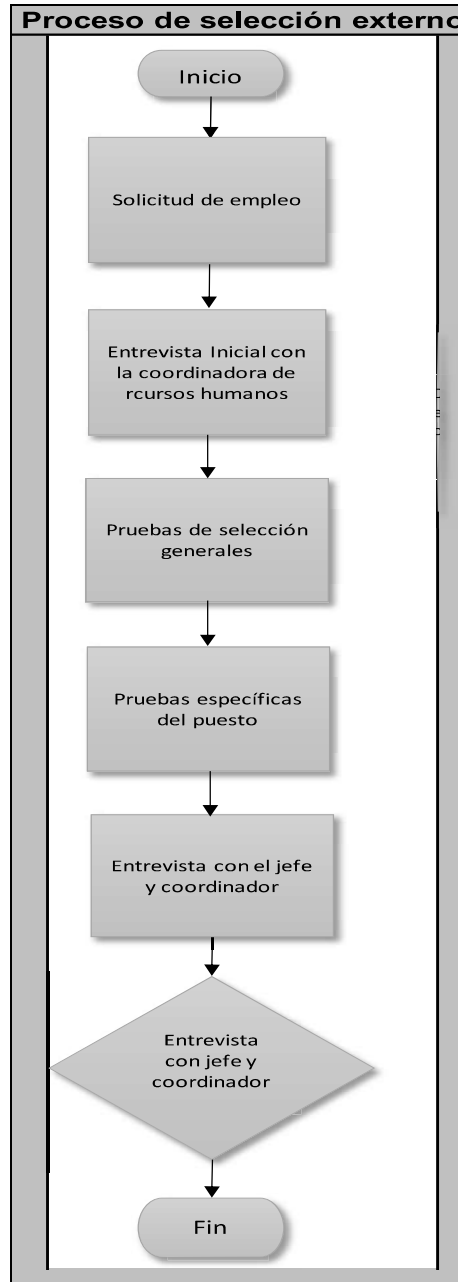 Proceso de selección externo
Inicio
Solicitud de empleo
Entrevista Inicial con
la coordinadora de
rcursos humanos
Pruebas de selección
generales
Pruebas específicas
del puesto
Entrevista con el jefe
y coordinador
Entrevista
con jefe y
coordinador
Fin